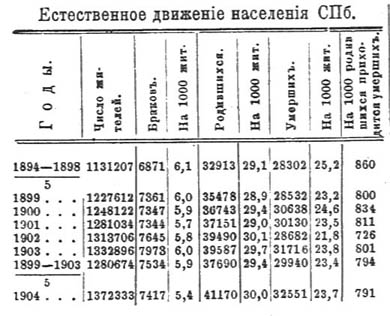 Естественное движеніе населенія СПб.
Годы. Число жителей. Браковъ. На 1000 жит. Родившихся. На 1000 жит. Умершихъ. На 1000 жит. На 1000 родившихся прихо-дится умершихъ.
1894—1898 1131207 6871 6,1 32913 29,1 28302 25,2 860
5
1899 . . . 1227612 7361 6,0 35478 28,9 28532 23,2 800
1900 . . . 1248122 7347 5,9 36743 29,4 30638 24,6 834
1901 . . . 1281034 7344 5,7 37151 29,0 30130 23,5 811
1902 . . . 1313706 7645 5,8 39490 30,1 28682 21,8 726
1903 . . . 1332896 7973 6,0 39587 29,7 31716 23,8 801
1899—1903 1280674 7534 5,9 37690 29,4 29940 23,4 794
5
1904 . . . 1372333 7417 5,4 41170 30,0 32551 23,7 791